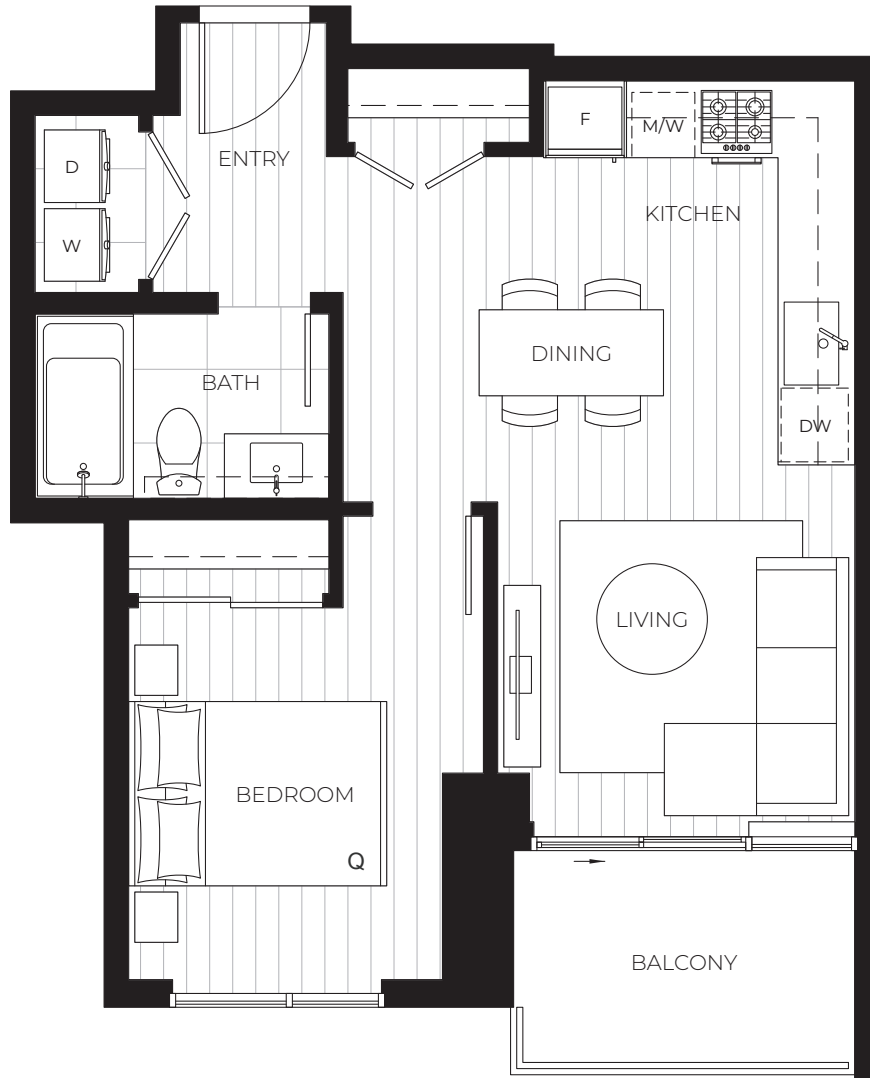 F
M/W
D
ENTRY
KITCHEN
W
DINING
BATH
DW
LIVING
BEDROOM
Q
BALCONY